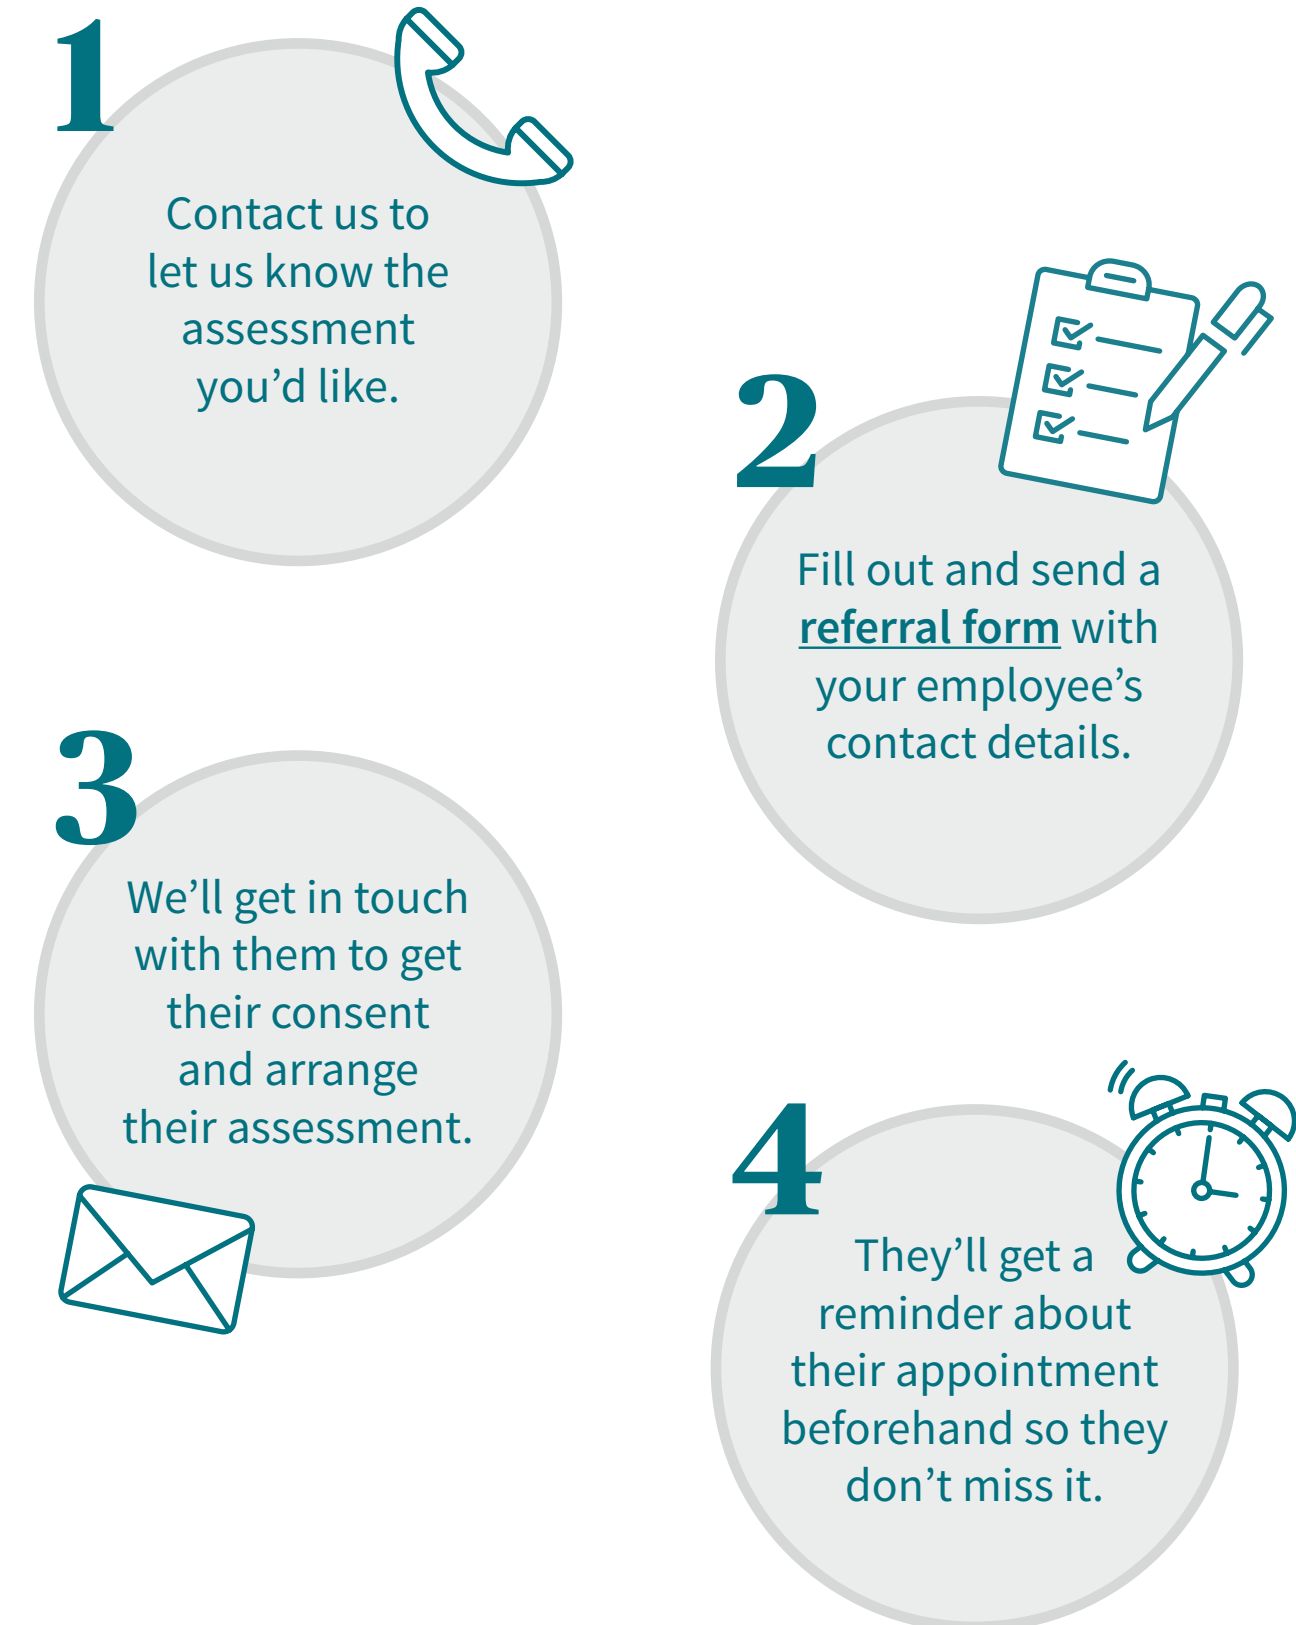 1
Contact us to
let us know the
assessment
you’d like.
2
Fill out and send a
referral form with
your employee’s
contact details.
3
We’ll get in touch
with them to get
their consent
and arrange
their assessment.
4
They’ll get a
reminder about
their appointment
beforehand so they
don’t miss it.